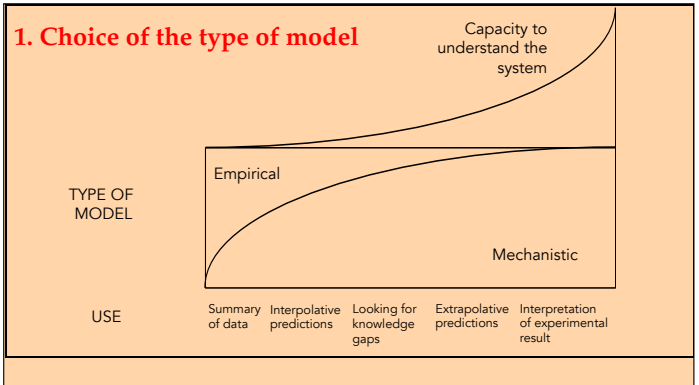 1. Choice of the type of model
Capacity to
understand the
system
Empirical
TYPE OF
MODEL
Mechanistic
USE
Summary
of data
Interpolative
predictions
Looking for
knowledge
gaps
Extrapolative
predictions
Interpretation
of experimental
result